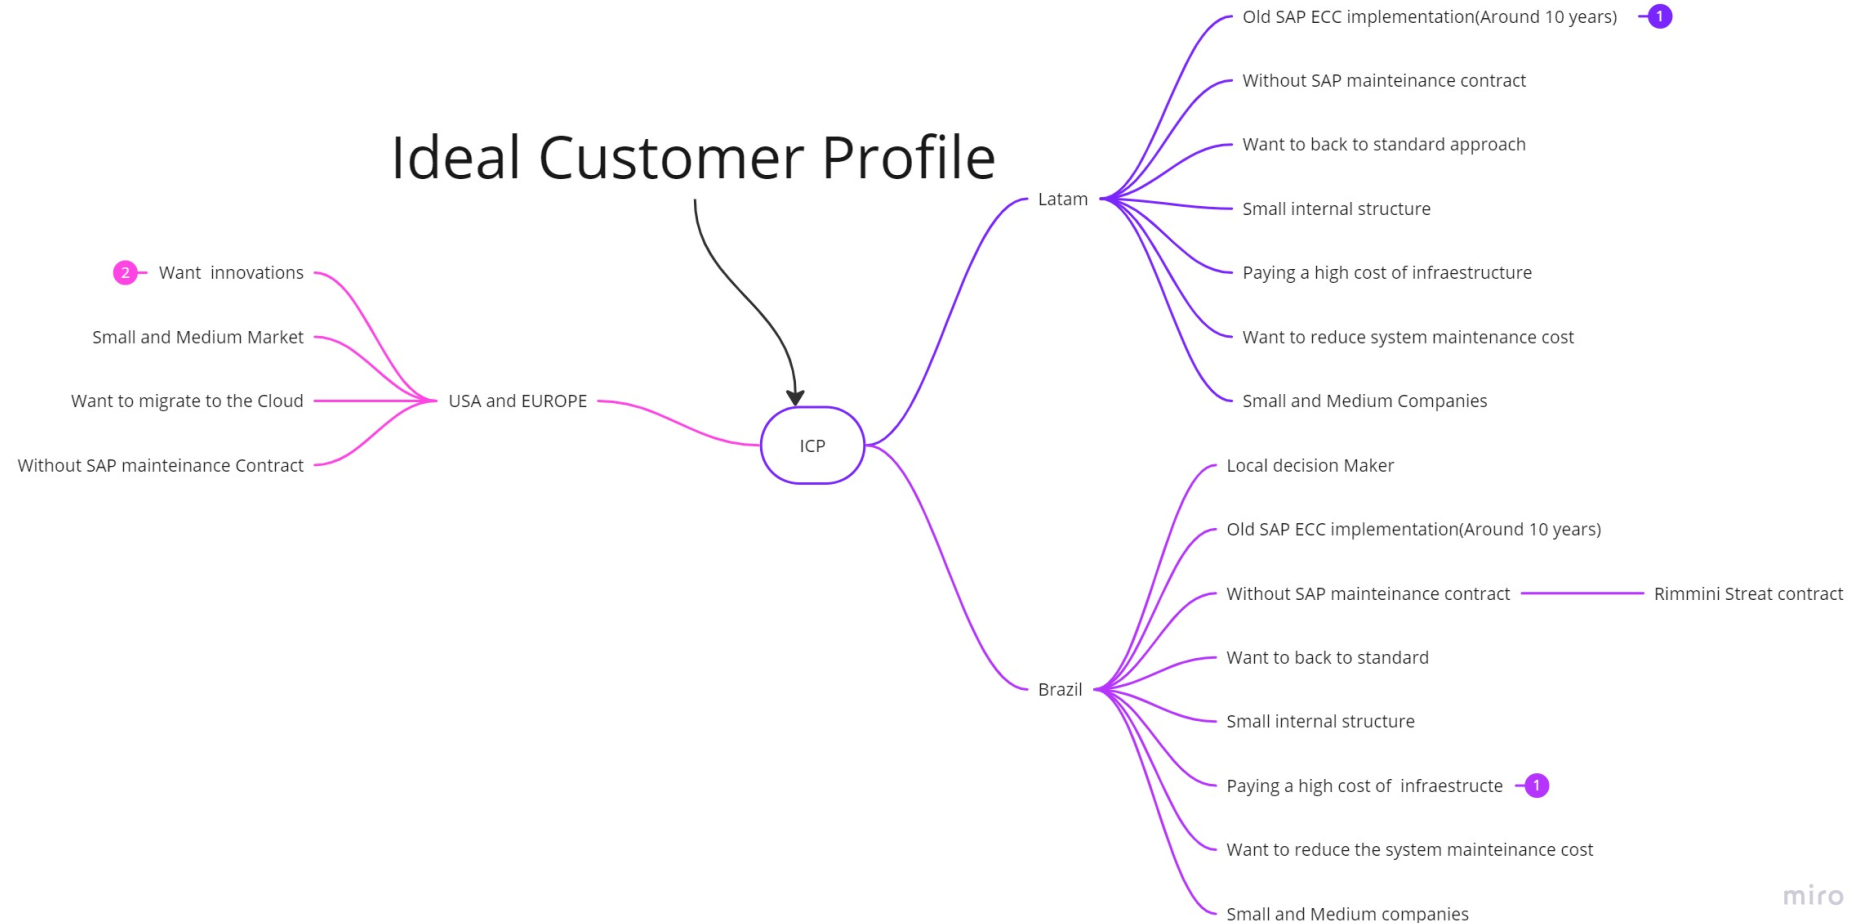 Ideal Customer Profile
ICP
Latam
Old SAP ECC implementation(Around 10 years)
1
Without SAP mainteinance contract
Want to back to standard approach
Small internal structure
Paying a high cost of infraestructure
Want to reduce system maintenance cost
Small and Medium Companies
Brazil
Local decision Maker
Old SAP ECC implementation(Around 10 years)
Without SAP mainteinance contract
Rimmini Streat contract
Want to back to standard
Small internal structure
Paying a high cost of infraestructe
1
Want to reduce the system mainteinance cost
Small and Medium companies
USA and EUROPE
2
Want innovations
Small and Medium Market
Want to migrate to the Cloud
Without SAP mainteinance Contract
miro